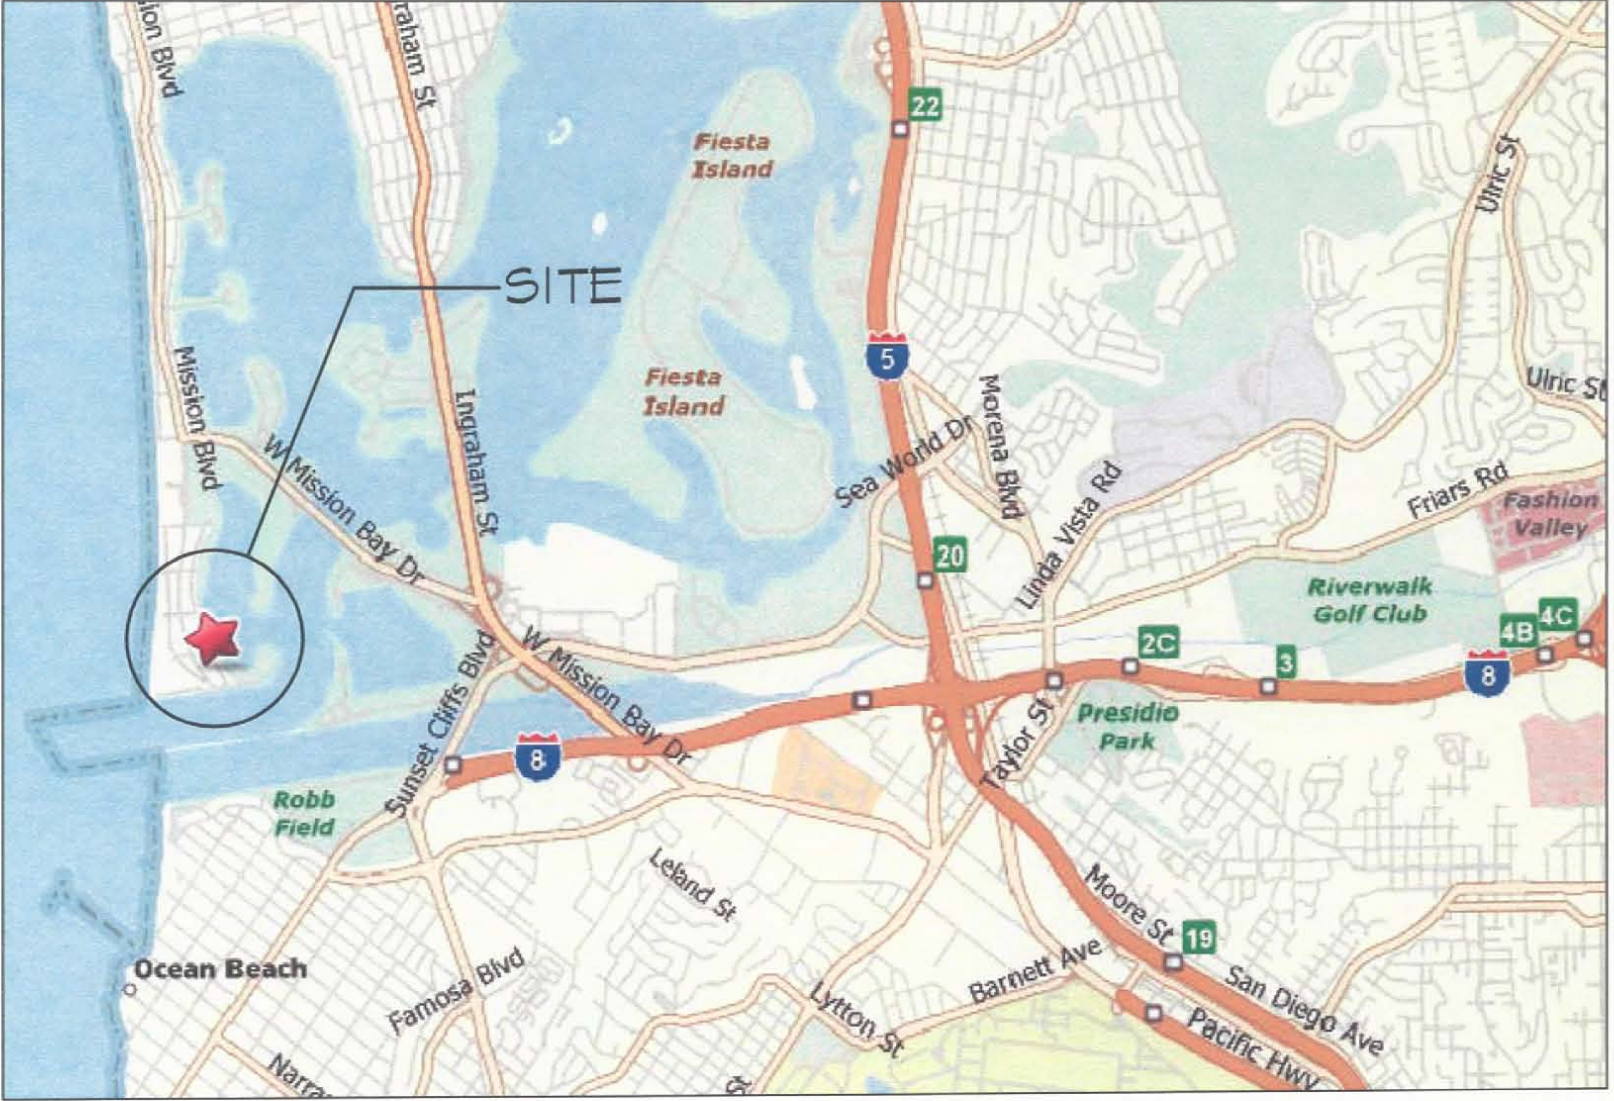 ion Blvd
raham St
22
Fiesta
Island
Ulric St
SITE
5
Mission Blvd
Fiesta
Island
Morena Blvd
Ulric St
Ingraham St
Sea World Dr
W Mission Bay Dr
Linda Vista Rd
Friars Rd
Fashion
Valley
20
Riverwalk
Golf Club
4C
4B
2C
3
8
W Mission Bay Dr
Sunset Cliffs Blvd
Taylor St
Presidio
Park
8
Robb
Field
Leland St
Moore St
19
Ocean Beach
Famosa Blvd
Barnett Ave
Lytton St
San Diego Ave
Pacific Hwy
Narra